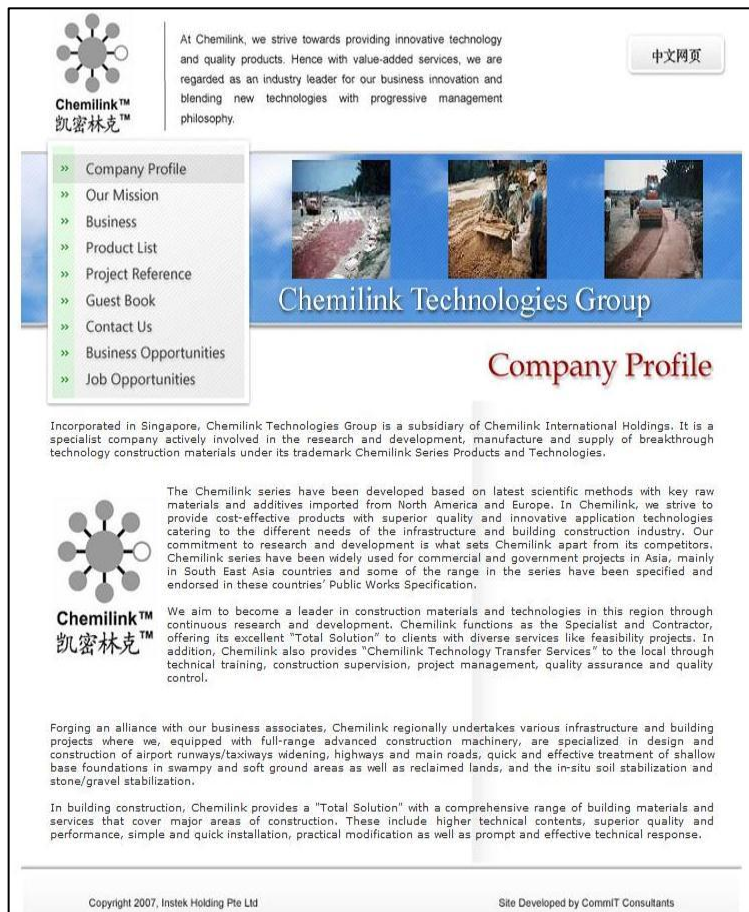 At Chemilink, we strive towards providing innovative technology
and quality products. Hence with value-added services, we are
regarded as an industry leader for our business innovation and
blending new technologies with progressive management
philosophy.
中文网页
Chemilink™
凯密林克™
» Company Profile
» Our Mission
» Business
» Product List
» Project Reference
» Guest Book
» Contact Us
» Business Opportunities
» Job Opportunities
Chemilink Technologies Group
Company Profile
Incorporated in Singapore, Chemilink Technologies Group is a subsidiary of Chemilink International Holdings. It is a
specialist company actively involved in the research and development, manufacture and supply of breakthrough
technology construction materials under its trademark Chemilink Series Products and Technologies.
The Chemilink series have been developed based on latest scientific methods with key raw
materials and additives imported from North America and Europe. In Chemilink, we strive to
provide cost-effective products with superior quality and innovative application technologies
catering to the different needs of the infrastructure and building construction industry. Our
commitment to research and development is what sets Chemilink apart from its competitors.
Chemilink series have been widely used for commercial and government projects in Asia, mainly
in South East Asia countries and some of the range in the series have been specified and
endorsed in these countries' Public Works Specification.
Chemilink™
凯密林克™
We aim to become a leader in construction materials and technologies in this region through
continuous research and development. Chemilink functions as the Specialist and Contractor,
offering its excellent "Total Solution" to clients with diverse services like feasibility projects. In
addition, Chemilink also provides "Chemilink Technology Transfer Services" to the local through
technical training, construction supervision, project management, quality assurance and quality
control.
Forging an alliance with our business associates, Chemilink regionally undertakes various infrastructure and building
projects where we, equipped with full-range advanced construction machinery, are specialized in design and
construction of airport runways/taxiways widening, highways and main roads, quick and effective treatment of shallow
base foundations in swampy and soft ground areas as well as reclaimed lands, and the in-situ soil stabilization and
stone/gravel stabilization.
In building construction, Chemilink provides a "Total Solution" with a comprehensive range of building materials and
services that cover major areas of construction. These include higher technical contents, superior quality and
performance, simple and quick installation, practical modification as well as prompt and effective technical response.
Copyright 2007, Instek Holding Pte Ltd
Site Developed by CommIT Consultants